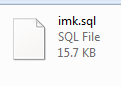 imk.sql
SQL File
15.7 KB